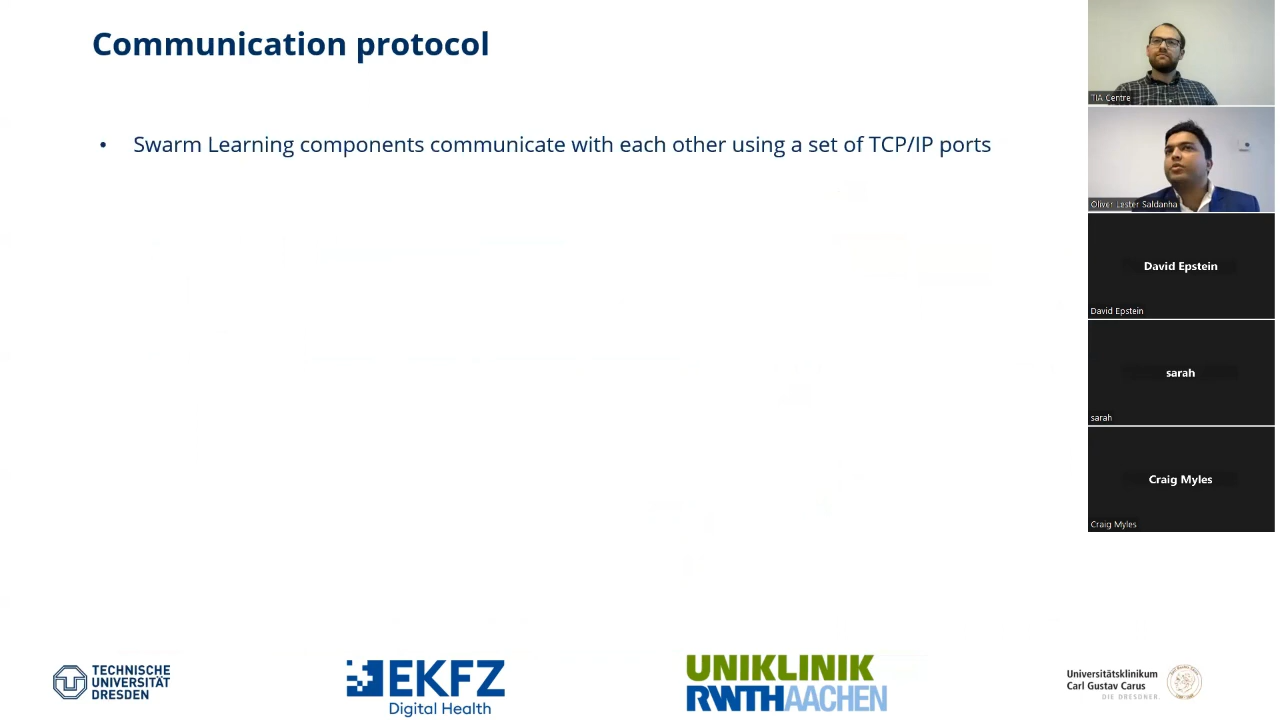 Communication protocol
• Swarm Learning components communicate with each other using a set of TCP/IP ports
TIA Centre
Oliver Lester Saldanha
David Epstein
David Epstein
sarah
sarah
Craig Myles
Craig Myles
TECHNISCHE
UNIVERSITÄT
DRESDEN
EKFZ
Digital Health
UNIKLINIK
RWTHAACHEN
Universitätsklinikum
Carl Gustav Carus
DIE DRESDNER.